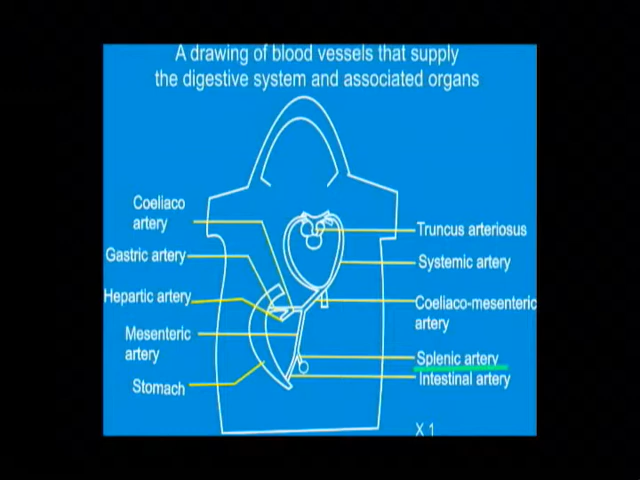 A drawing of blood vessels that supply
the digestive system and associated organs
Coeliaco
artery
Gastric artery
Hepartic artery
Mesenteric
artery
Stomach
Truncus arteriosus
Systemic artery
Coeliaco-mesenteric
artery
Splenic artery
Intestinal artery
X 1